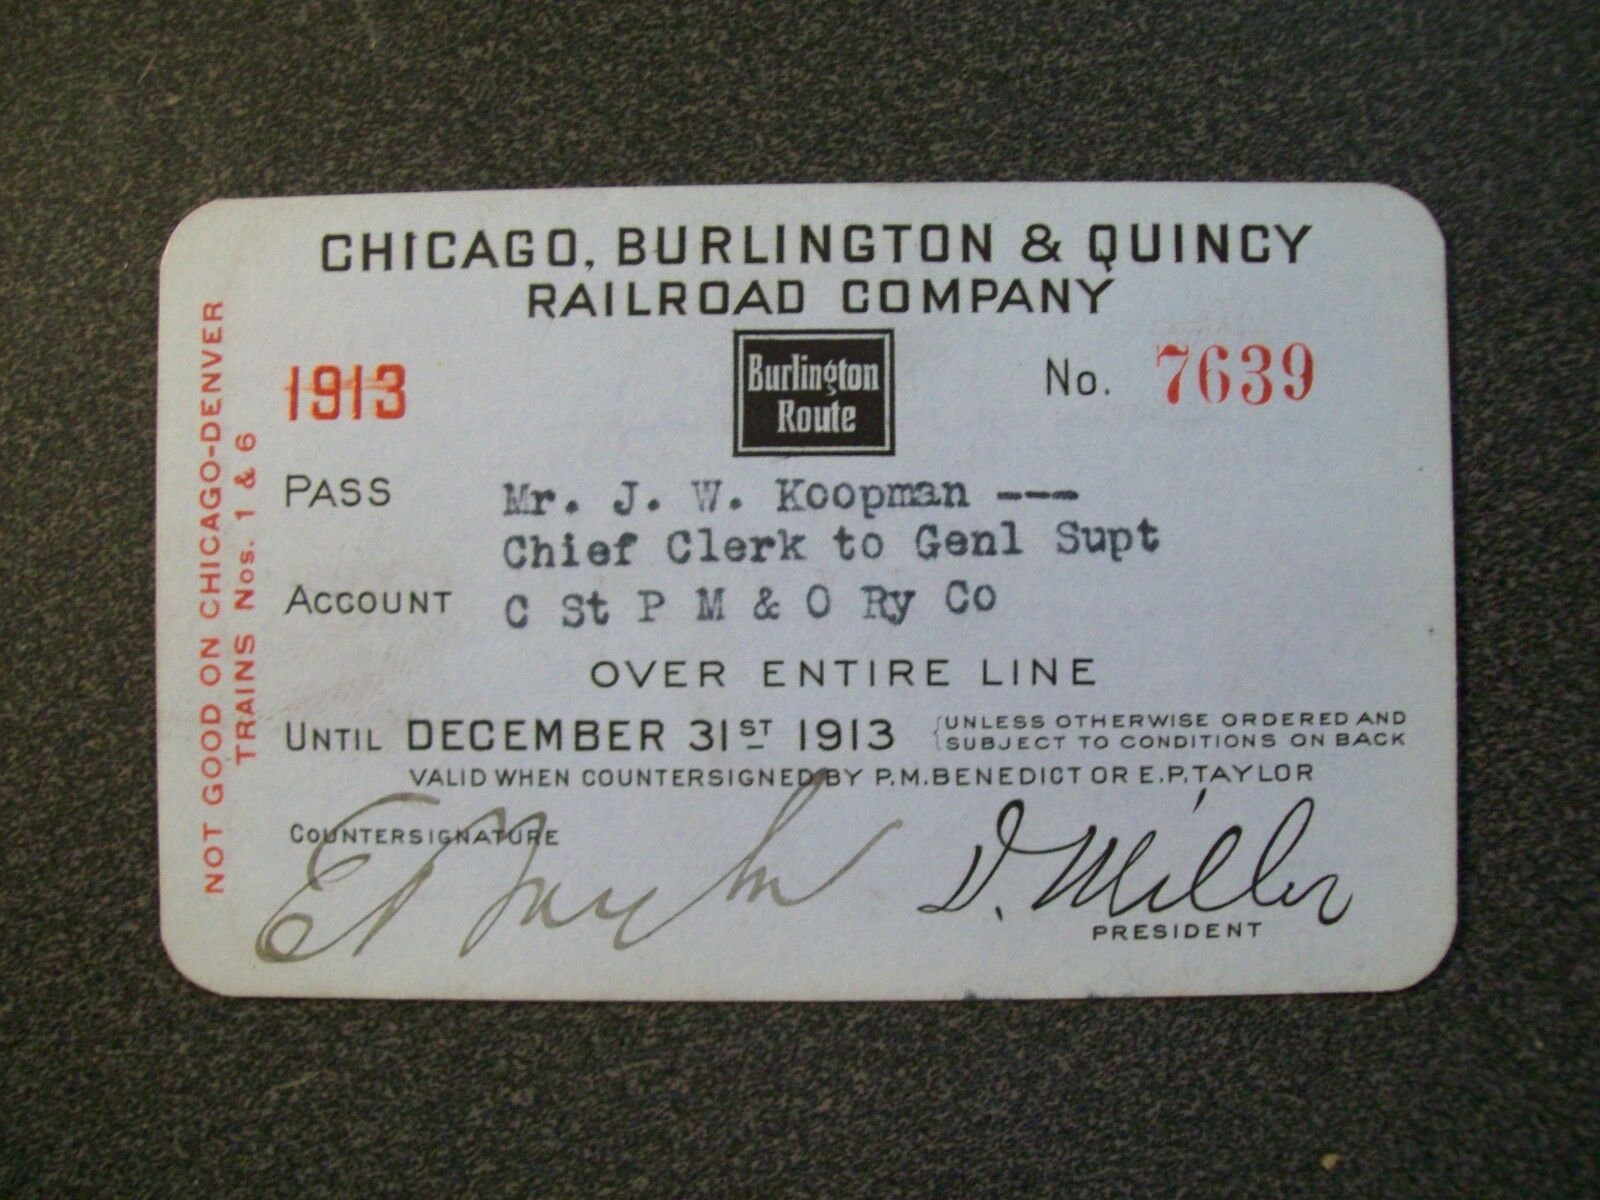 CHICAGO, BURLINGTON & QUINCY
RAILROAD COMPANY
1913
Burlington
Route
No. 7639
PASS Mr. J. W. Koopman ---
Chief Clerk to Genl Supt
ACCOUNT C St P M & O Ry Co
OVER ENTIRE LINE
UNTIL DECEMBER 31ST 1913 {UNLESS OTHERWISE ORDERED AND
SUBJECT TO CONDITIONS ON BACK
VALID WHEN COUNTERSIGNED BY P.M. BENEDICT OR E.P. TAYLOR
COUNTERSIGNATURE
E P Taylor
D. Miller
PRESIDENT
NOT GOOD ON CHICAGO-DENVER
TRAINS Nos. 1 & 6